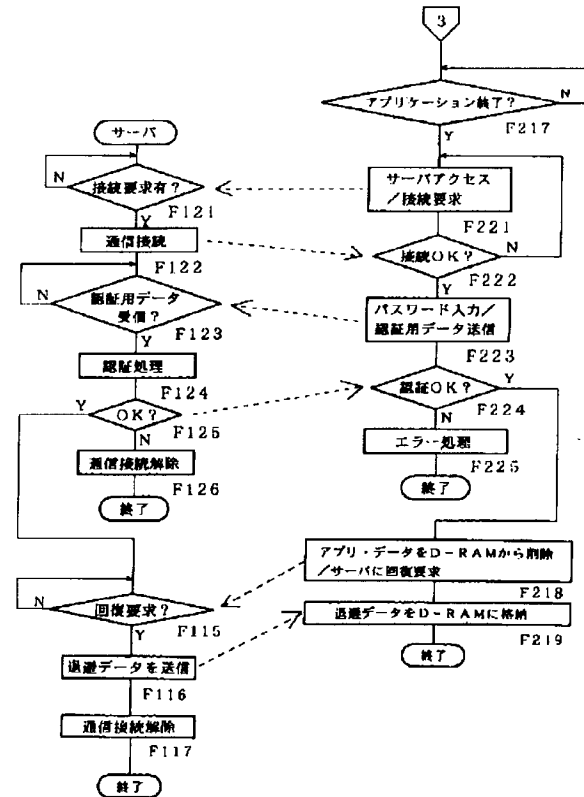 3
アプリケーション終了?
N
F217
Y
サーバ
接続要求有?
N
F121
Y
サーバアクセス
/接続要求
F221
通信接続
F122
接続OK?
N
F222
Y
認証用データ
受信?
N
F123
Y
パスワード入力/
認証用データ送信
F223
認証処理
F124
認証OK?
Y
F224
N
OK?
Y
F125
N
エラー処理
F225
終了
通信接続解除
F126
終了
アプリ・データをD-RAMから削除
/サーバに回復要求
F218
回復要求?
N
F115
Y
退避データをD-RAMに格納
F219
終了
退避データを送信
F116
通信接続解除
F117
終了